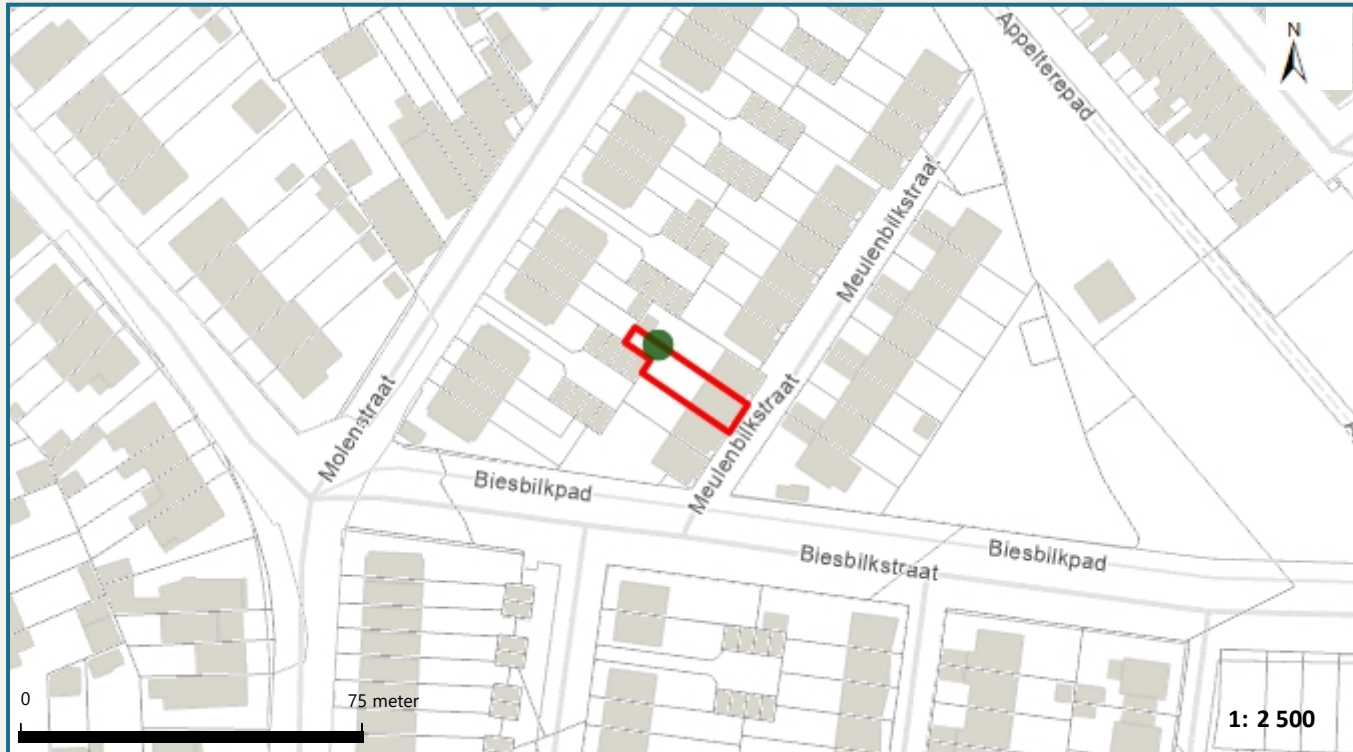 N
Appelterepad
Meulenbilkstraat
Molenstraat
Meulenbilkstraat
Biesbilkpad
Biesbilkstraat
Biesbilkpad
0
75 meter
1: 2 500